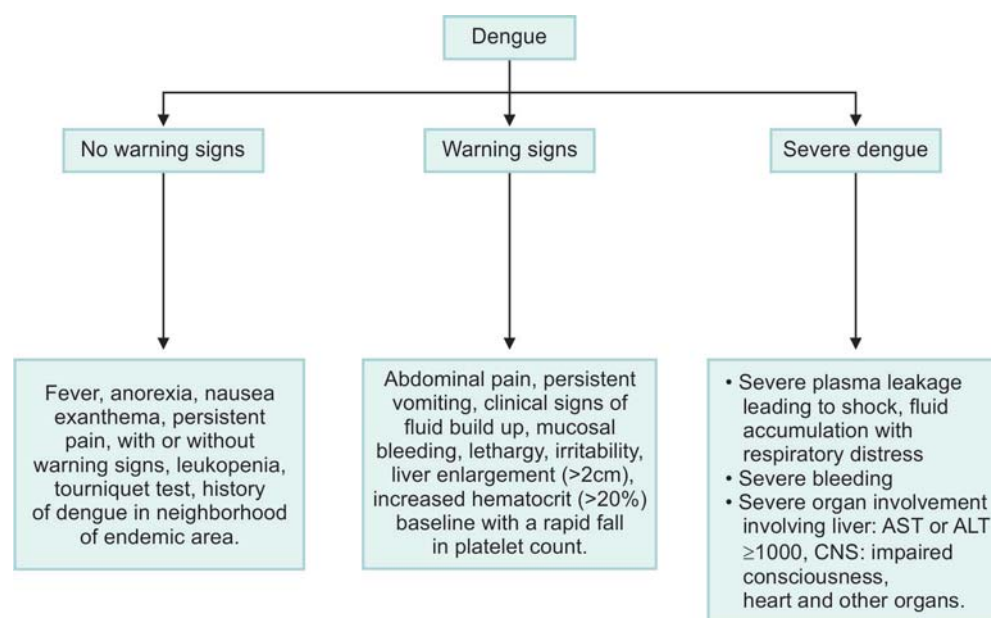 Dengue
No warning signs
Warning signs
Severe dengue
Fever, anorexia, nausea
exanthema, persistent
pain, with or without
warning signs, leukopenia,
tourniquet test, history
of dengue in neighborhood
of endemic area.
Abdominal pain, persistent
vomiting, clinical signs of
fluid build up, mucosal
bleeding, lethargy, irritability,
liver enlargement (>2cm),
increased hematocrit (>20%)
baseline with a rapid fall
in platelet count.
• Severe plasma leakage
leading to shock, fluid
accumulation with
respiratory distress
• Severe bleeding
• Severe organ involvement
involving liver: AST or ALT
≥1000, CNS: impaired
consciousness,
heart and other organs.